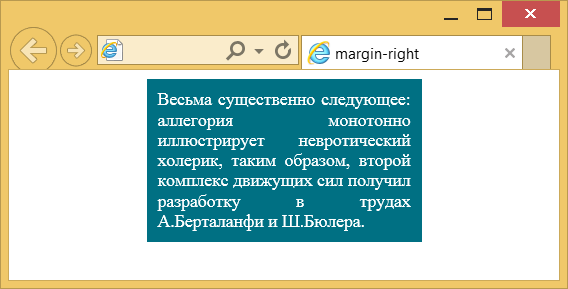 margin-right
Весьма существенно следующее:
аллегория монотонно
иллюстрирует невротический
холерик, таким образом, второй
комплекс движущих сил получил
разработку в трудах
А.Берталанфи и Ш.Бюлера.